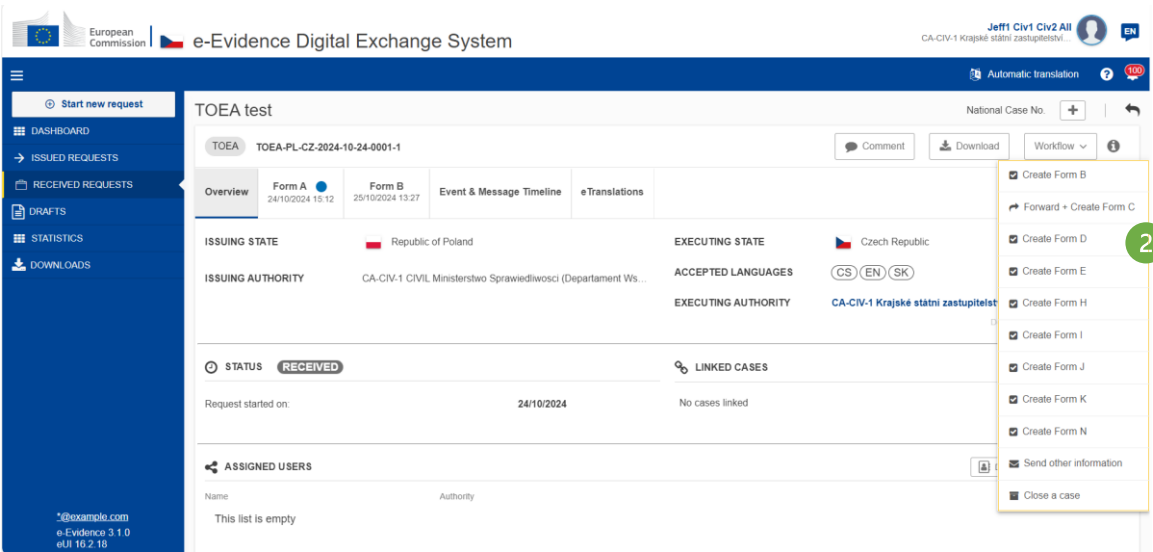 European
Commission
e-Evidence Digital Exchange System
Jeff1 Civ1 Civ2 All
CA-CIV-1 Krajské státní zastupitelství...
EN
Automatic translation
?
100
Start new request
DASHBOARD
ISSUED REQUESTS
RECEIVED REQUESTS
DRAFTS
STATISTICS
DOWNLOADS
*@example.com
e-Evidence 3.1.0
eUI 16.2.18
TOEA test
National Case No.
+
TOEA TOEA-PL-CZ-2024-10-24-0001-1
Comment
Download
Workflow
Overview
Form A
24/10/2024 15:12
Form B
25/10/2024 13:27
Event & Message Timeline
eTranslations
ISSUING STATE
Republic of Poland
ISSUING AUTHORITY
CA-CIV-1 CIVIL Ministerstwo Sprawiedliwosci (Departament Ws...
EXECUTING STATE
Czech Republic
ACCEPTED LANGUAGES
CS EN SK
EXECUTING AUTHORITY
CA-CIV-1 Krajské státní
STATUS RECEIVED
Request started on:
24/10/2024
LINKED CASES
No cases linked
ASSIGNED USERS
Name
Authority
This list is empty
Create Form B
Forward + Create Form C
Create Form D
Create Form E
Create Form H
Create Form I
Create Form J
Create Form K
Create Form N
Send other information
Close a case
2